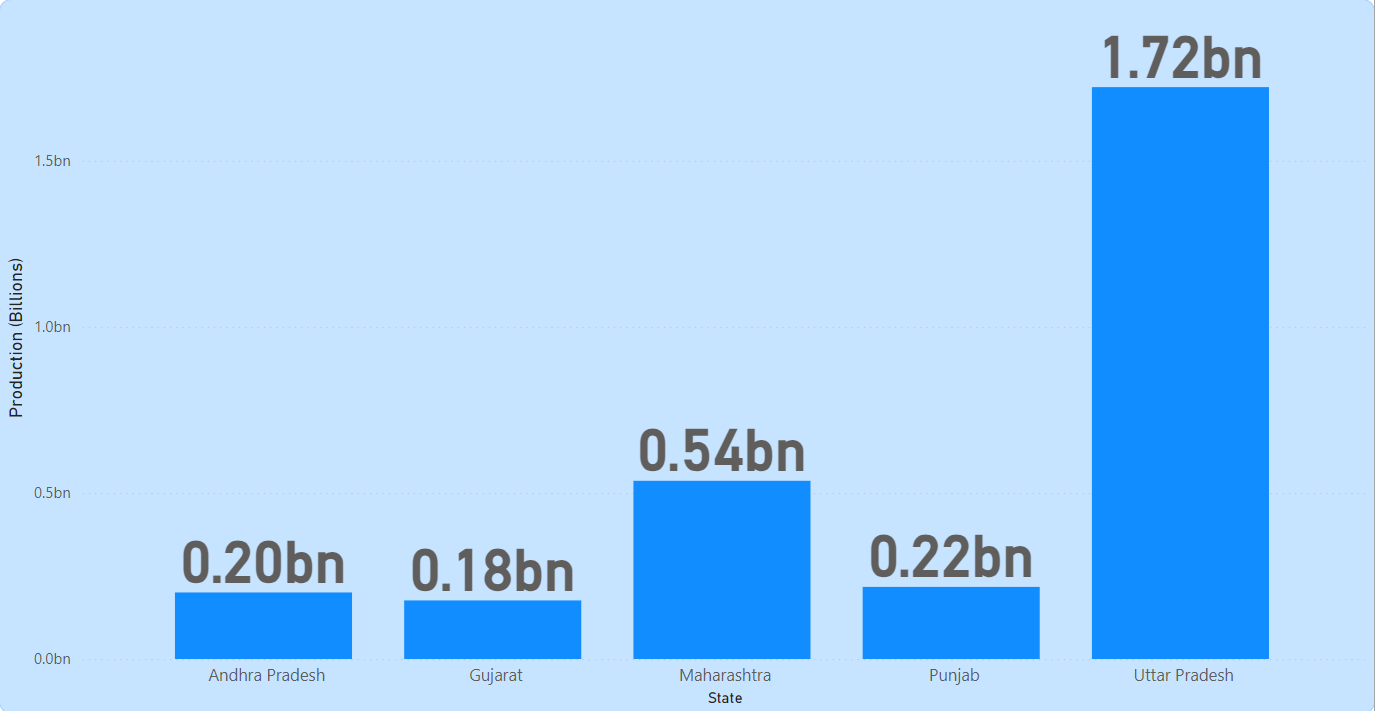 1.72bn
1.5bn
Production (Billions)
1.0bn
0.54bn
0.5bn
0.20bn
0.18bn
0.22bn
0.0bn
Andhra Pradesh
Gujarat
Maharashtra
Punjab
Uttar Pradesh
State